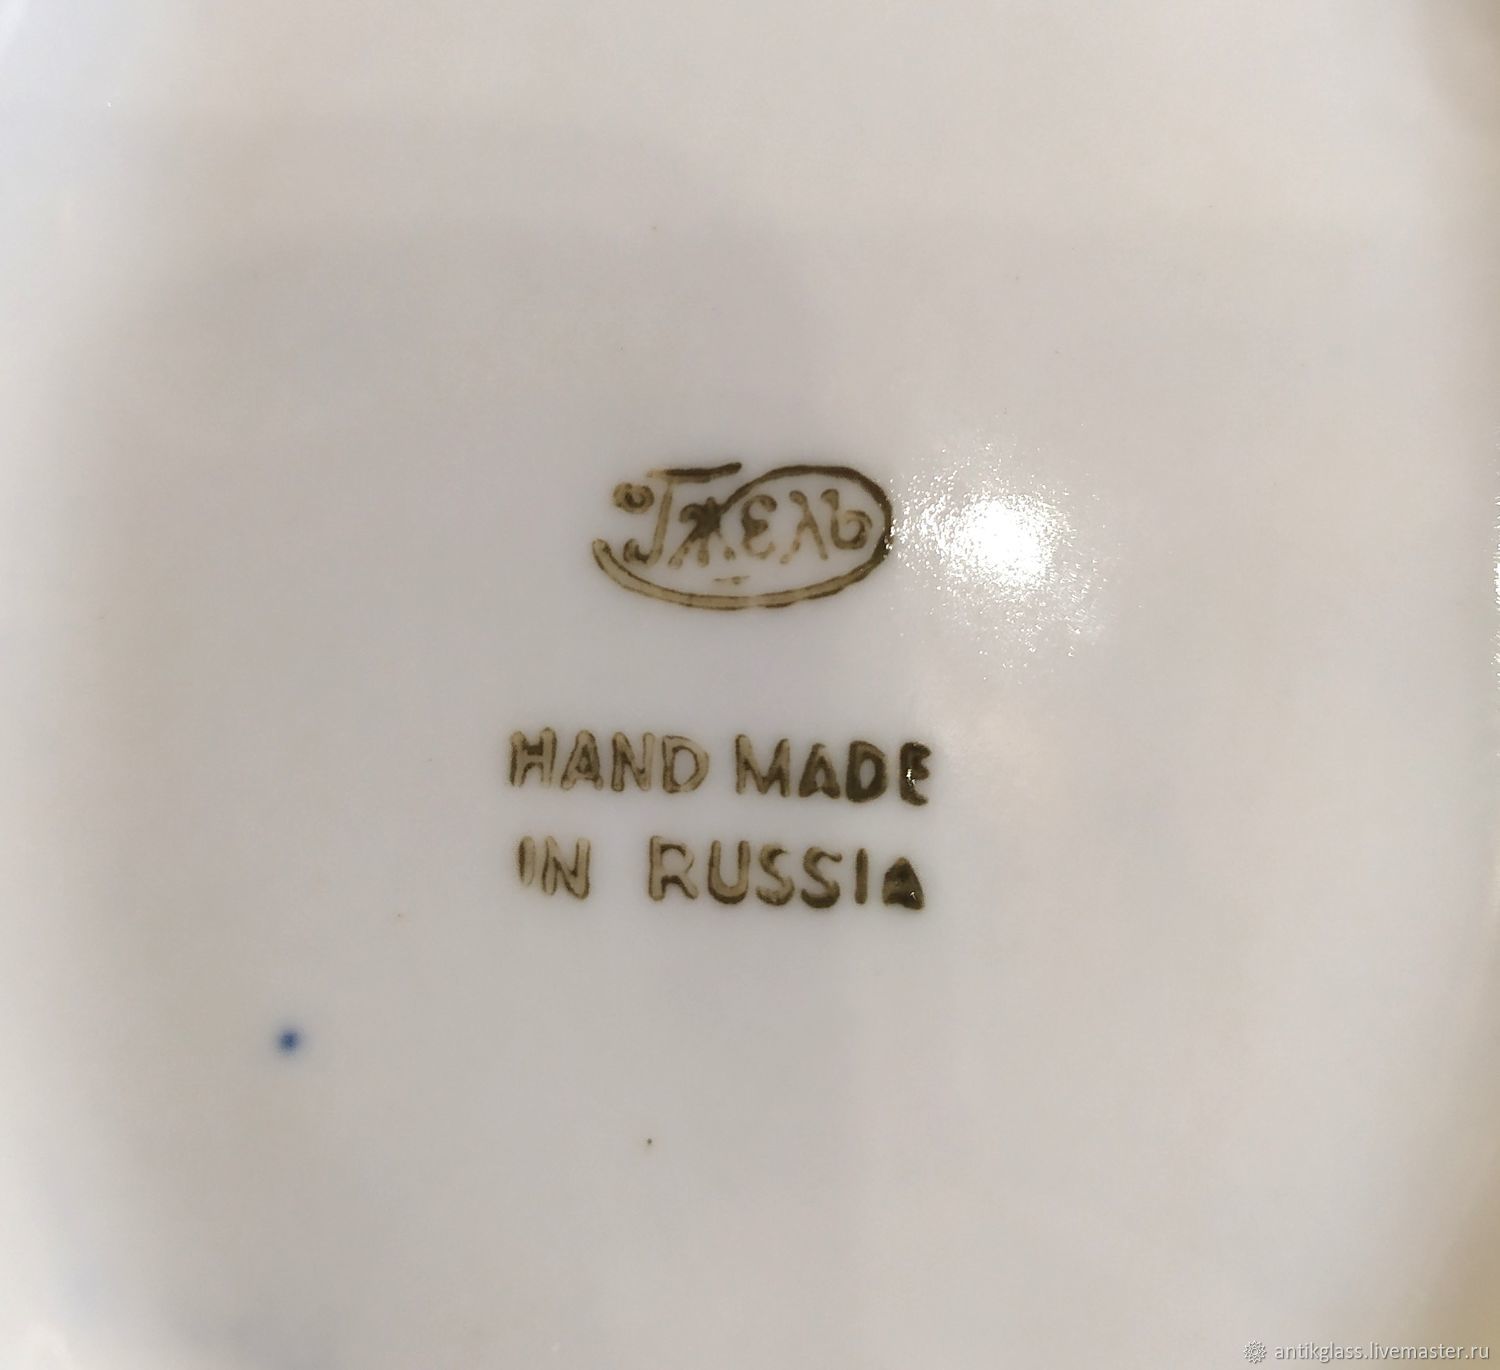 Гжель
HAND MADE
IN RUSSIA
antikglass.livemaster.ru